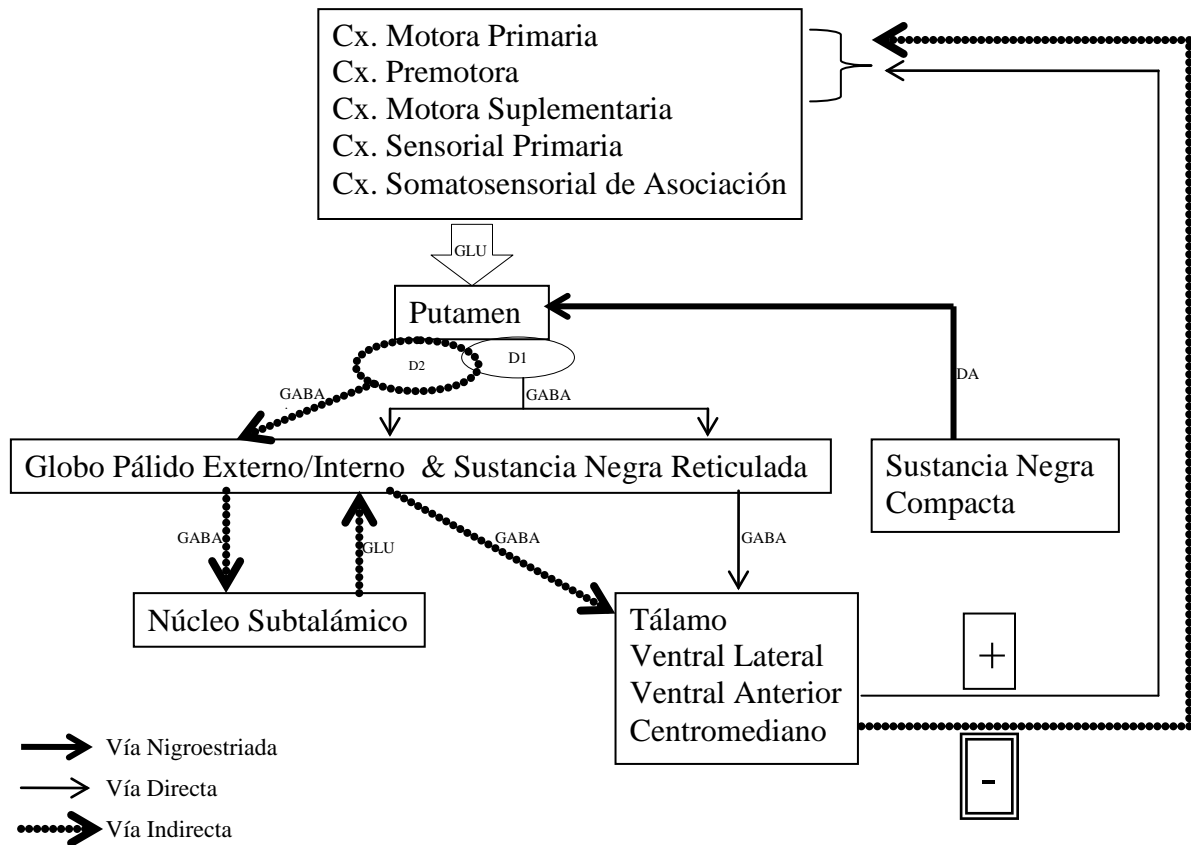 Cx. Motora Primaria
Cx. Premotora
Cx. Motora Suplementaria
Cx. Sensorial Primaria
Cx. Somatosensorial de Asociación
GLU
Putamen
D2
D1
GABA
GABA
DA
Globo Pálido Externo/Interno & Sustancia Negra Reticulada
Sustancia Negra
Compacta
GABA
GLU
GABA
GABA
Núcleo Subtalámico
Tálamo
Ventral Lateral
Ventral Anterior
Centromediano
+
-
Vía Nigroestriada
Vía Directa
Vía Indirecta